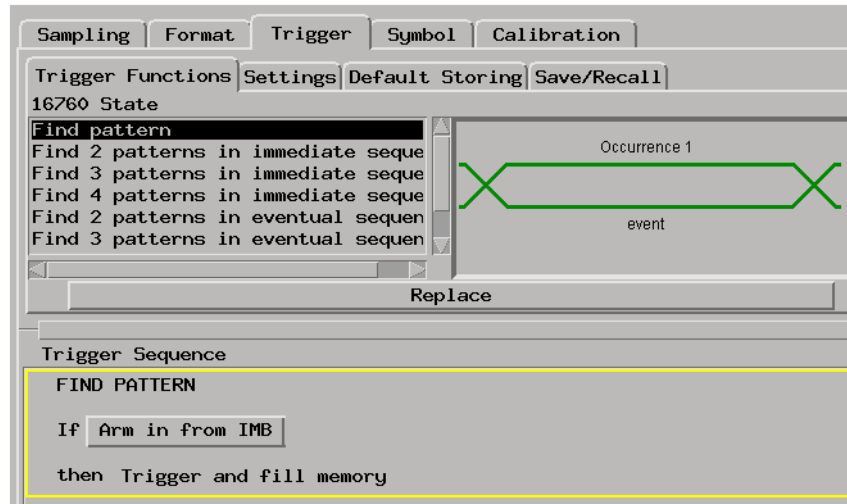 Sampling Format Trigger Symbol Calibration
Trigger Functions Settings Default Storing Save/Recall
16760 State
Find pattern
Find 2 patterns in immediate seque
Find 3 patterns in immediate seque
Find 4 patterns in immediate seque
Find 2 patterns in eventual sequen
Find 3 patterns in eventual sequen
Occurrence 1
event
Replace
Trigger Sequence
FIND PATTERN
If Arm in from IMB
then Trigger and fill memory